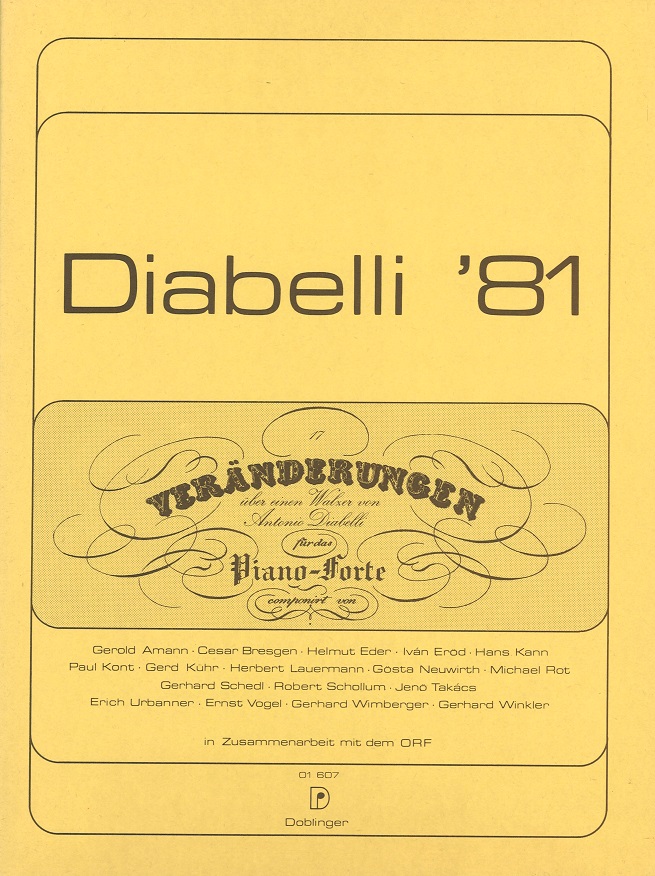 Diabelli '81
17
VERÄNDERUNGEN
über einen Walzer von
Antonio Diabelli
für das
Piano-Forte
componirt von
Gerold Amann · Cesar Bresgen · Helmut Eder · Iván Eröd · Hans Kann
Paul Kont · Gerd Kühr · Herbert Lauermann · Gösta Neuwirth · Michael Rot
Gerhard Schedl · Robert Schollum · Jenö Takács
Erich Urbanner · Ernst Vogel · Gerhard Wimberger · Gerhard Winkler
in Zusammenarbeit mit dem ORF
01 607
D
Doblinger